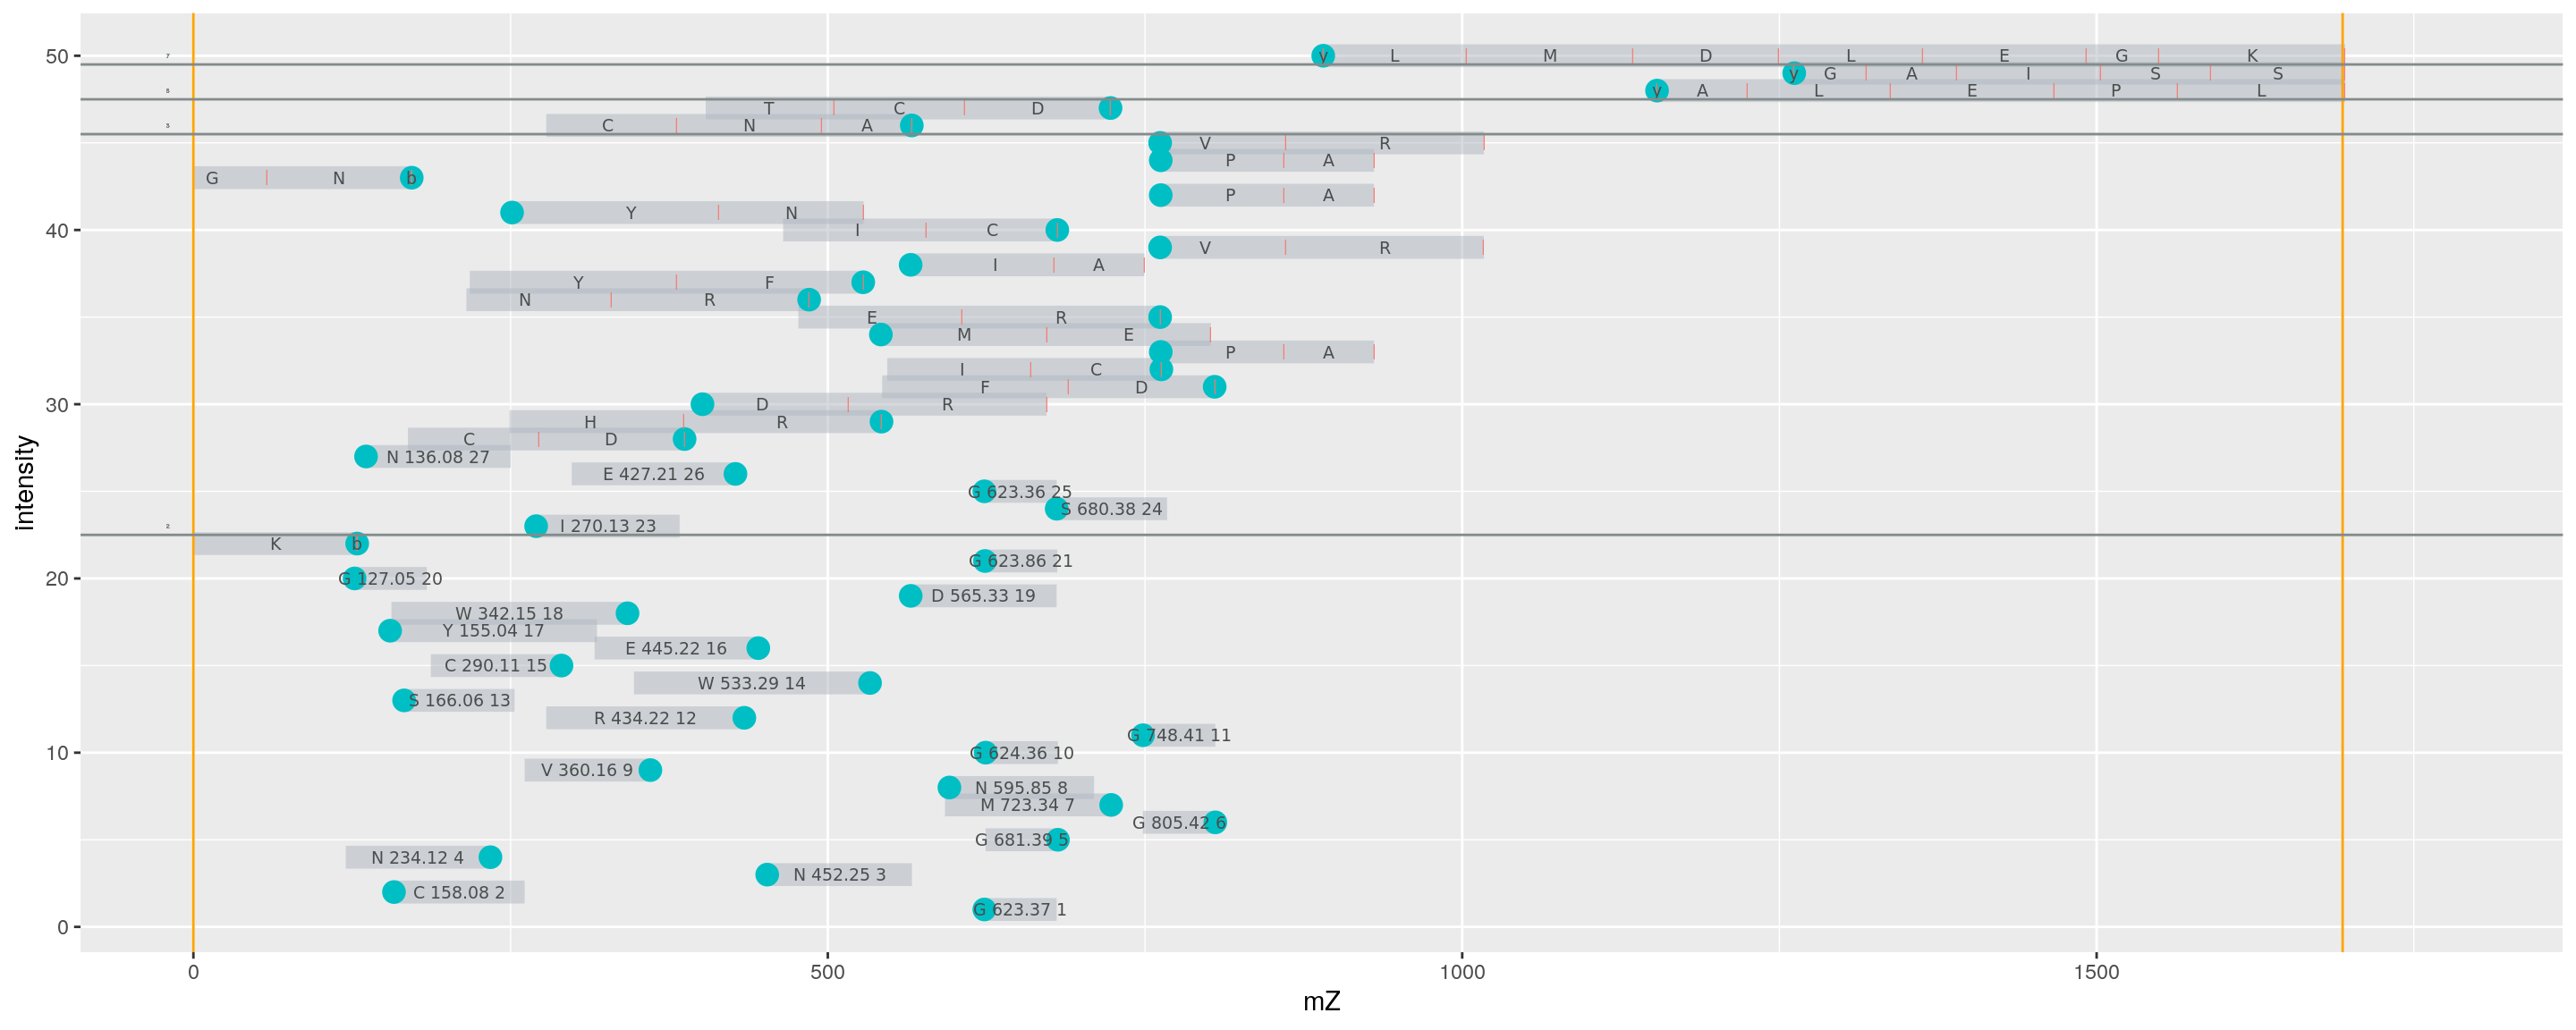 50
7
y L M D L E G K
y G A I S S
5
y A L E P L
T C D
5
C N A
V R
P A
G N b
P A
Y N
40
I C
V R
I A
Y F
N R
E R
M E
P A
I C
F D
30
D R
H R
C D
N 136.08 27
E 427.21 26
G 623.36 25
S 680.38 24
2
I 270.13 23
K b
G 623.86 21
20
G 127.05 20
D 565.33 19
W 342.15 18
Y 155.04 17
E 445.22 16
C 290.11 15
W 533.29 14
S 166.06 13
R 434.22 12
G 748.41 11
10
G 624.36 10
V 360.16 9
N 595.85 8
M 723.34 7
G 805.42 6
G 681.39 5
N 234.12 4
N 452.25 3
C 158.08 2
G 623.37 1
0
intensity
0 500 1000 1500
mZ